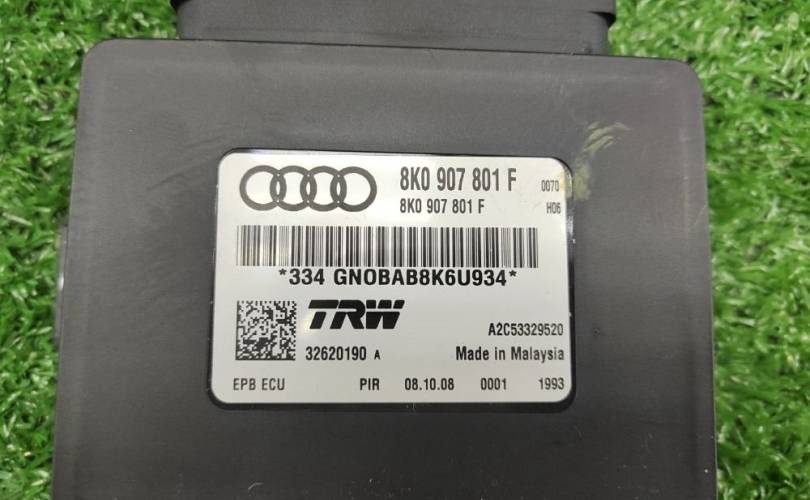 8K0 907 801 F 0070
8K0 907 801 F H06
*334 GN0BAB8K6U934*
TRW
A2C53329520
32620190 A Made in Malaysia
EPB ECU PIR 08.10.08 0001 1993